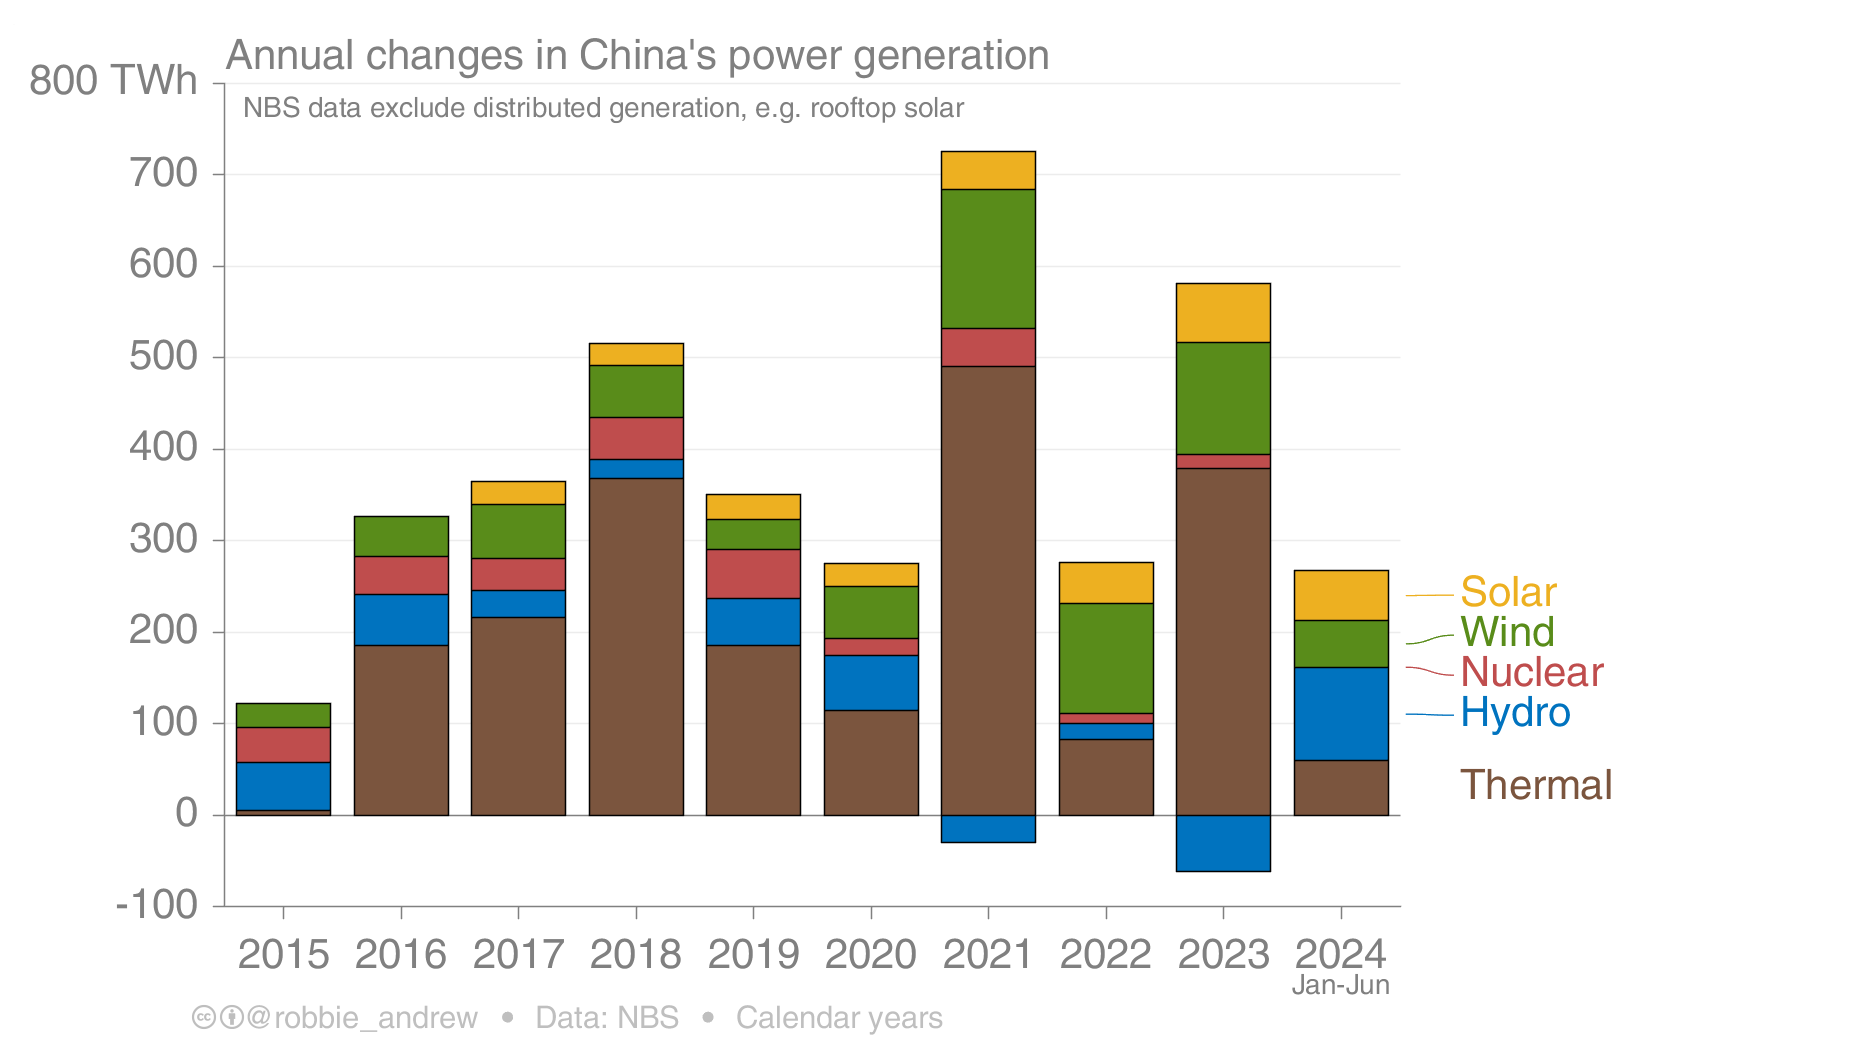 Annual changes in China's power generation
800 TWh
NBS data exclude distributed generation, e.g. rooftop solar
700
600
500
400
300
200
100
0
-100
Solar
Wind
Nuclear
Hydro
Thermal
2015 2016 2017 2018 2019 2020 2021 2022 2023 2024
Jan-Jun
@robbie_andrew • Data: NBS • Calendar years